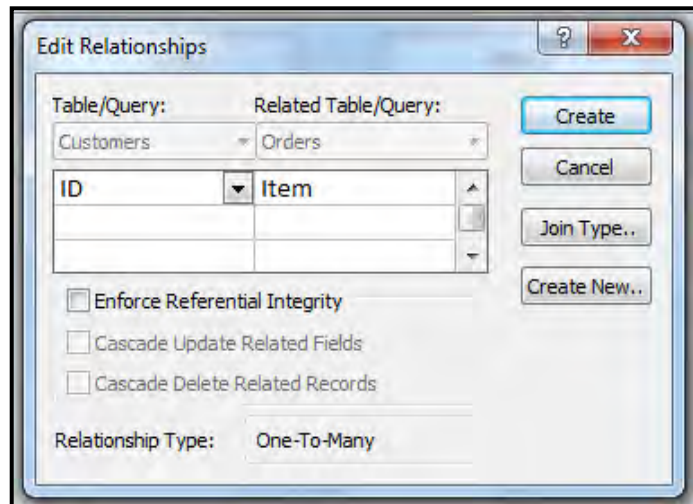 Edit Relationships
?
X
Table/Query: Related Table/Query:
Customers Orders
ID Item
Enforce Referential Integrity
Cascade Update Related Fields
Cascade Delete Related Records
Relationship Type: One-To-Many
Create
Cancel
Join Type..
Create New..